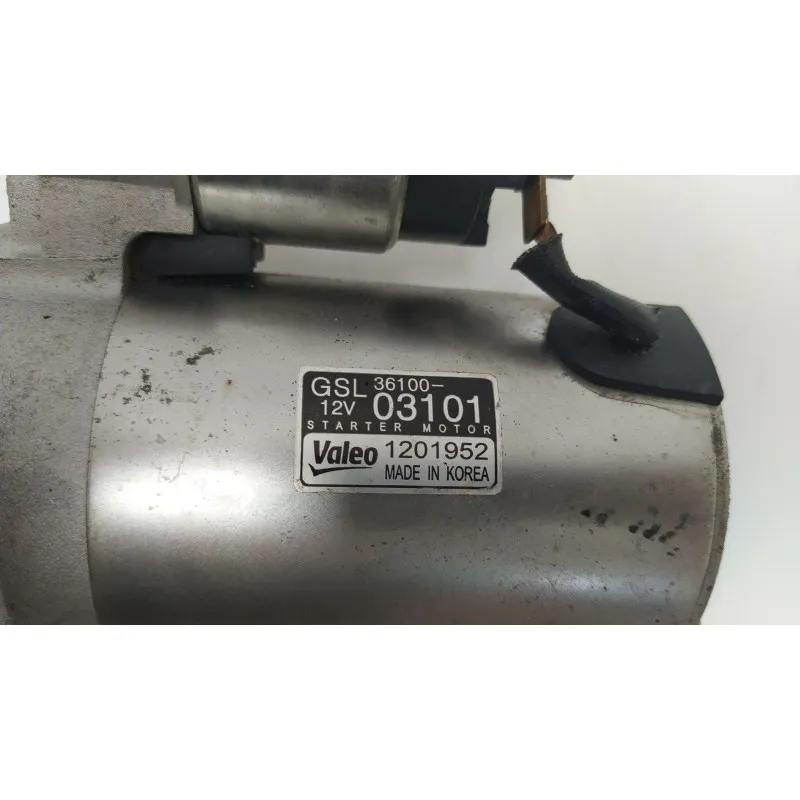 GSL 36100-
12V 03101
STARTER MOTOR
Valeo 1201952
MADE IN KOREA